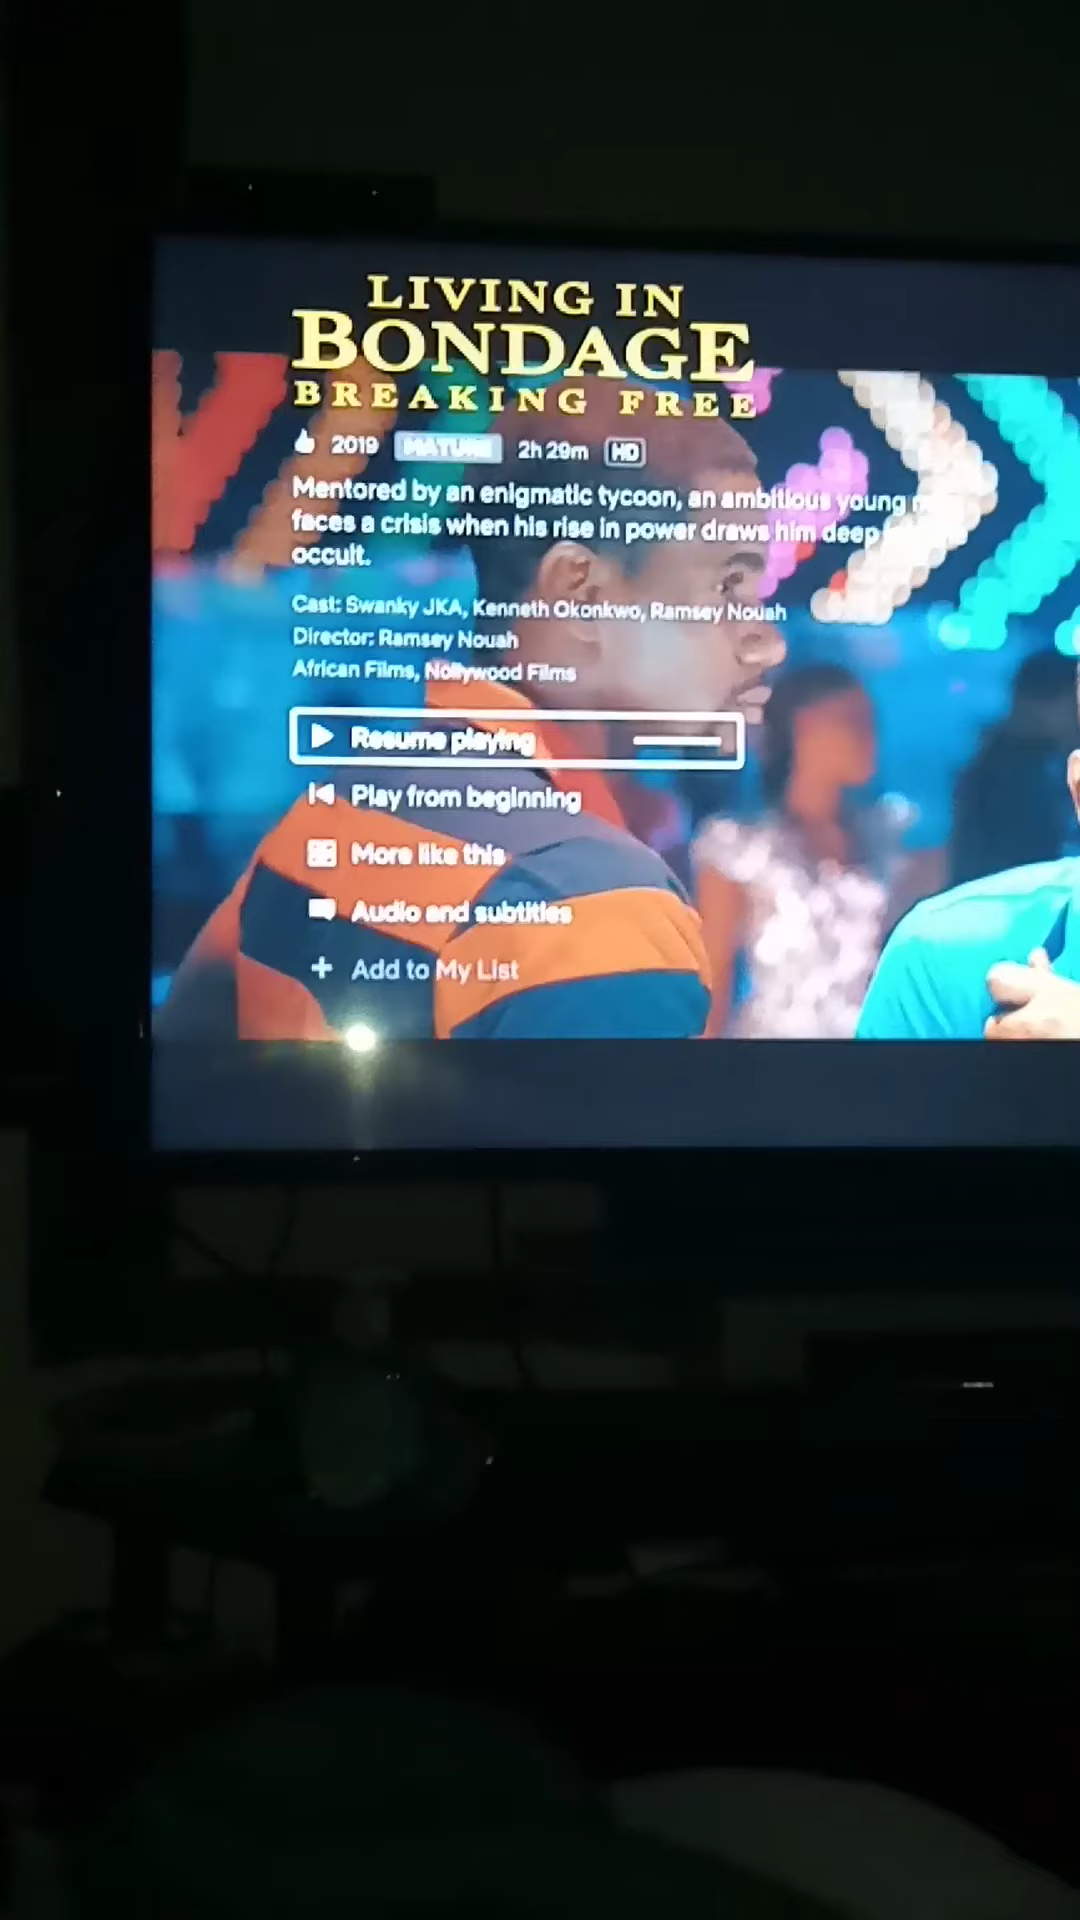 LIVING IN
BONDAGE
BREAKING FREE
2019 MATURE 2h 29m HD
Mentored by an enigmatic tycoon, an ambitious young
faces a crisis when his rise in power draws him deep
occult.
Cast: Swanky JKA, Kenneth Okonkwo, Ramsey Nouah
Director: Ramsey Nouah
African Films, Nollywood Films
Resume playing
Play from beginning
More like this
Audio and subtitles
Add to My List